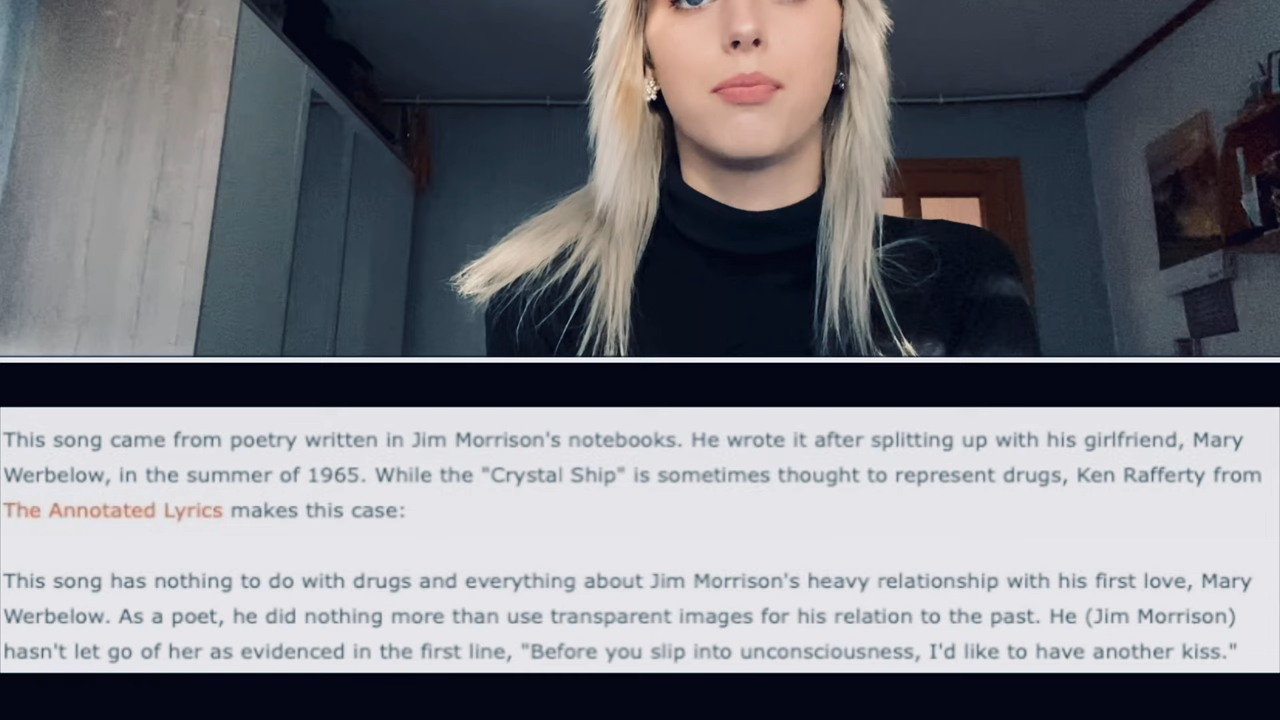 This song came from poetry written in Jim Morrison's notebooks. He wrote it after splitting up with his girlfriend, Mary
Werbelow, in the summer of 1965. While the "Crystal Ship" is sometimes thought to represent drugs, Ken Rafferty from
The Annotated Lyrics makes this case:
This song has nothing to do with drugs and everything about Jim Morrison's heavy relationship with his first love, Mary
Werbelow. As a poet, he did nothing more than use transparent images for his relation to the past. He (Jim Morrison)
hasn't let go of her as evidenced in the first line, "Before you slip into unconsciousness, I'd like to have another kiss."